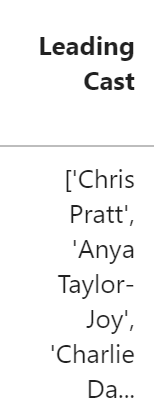 Leading
Cast
['Chris
Pratt',
'Anya
Taylor-
Joy',
'Charlie
Da...